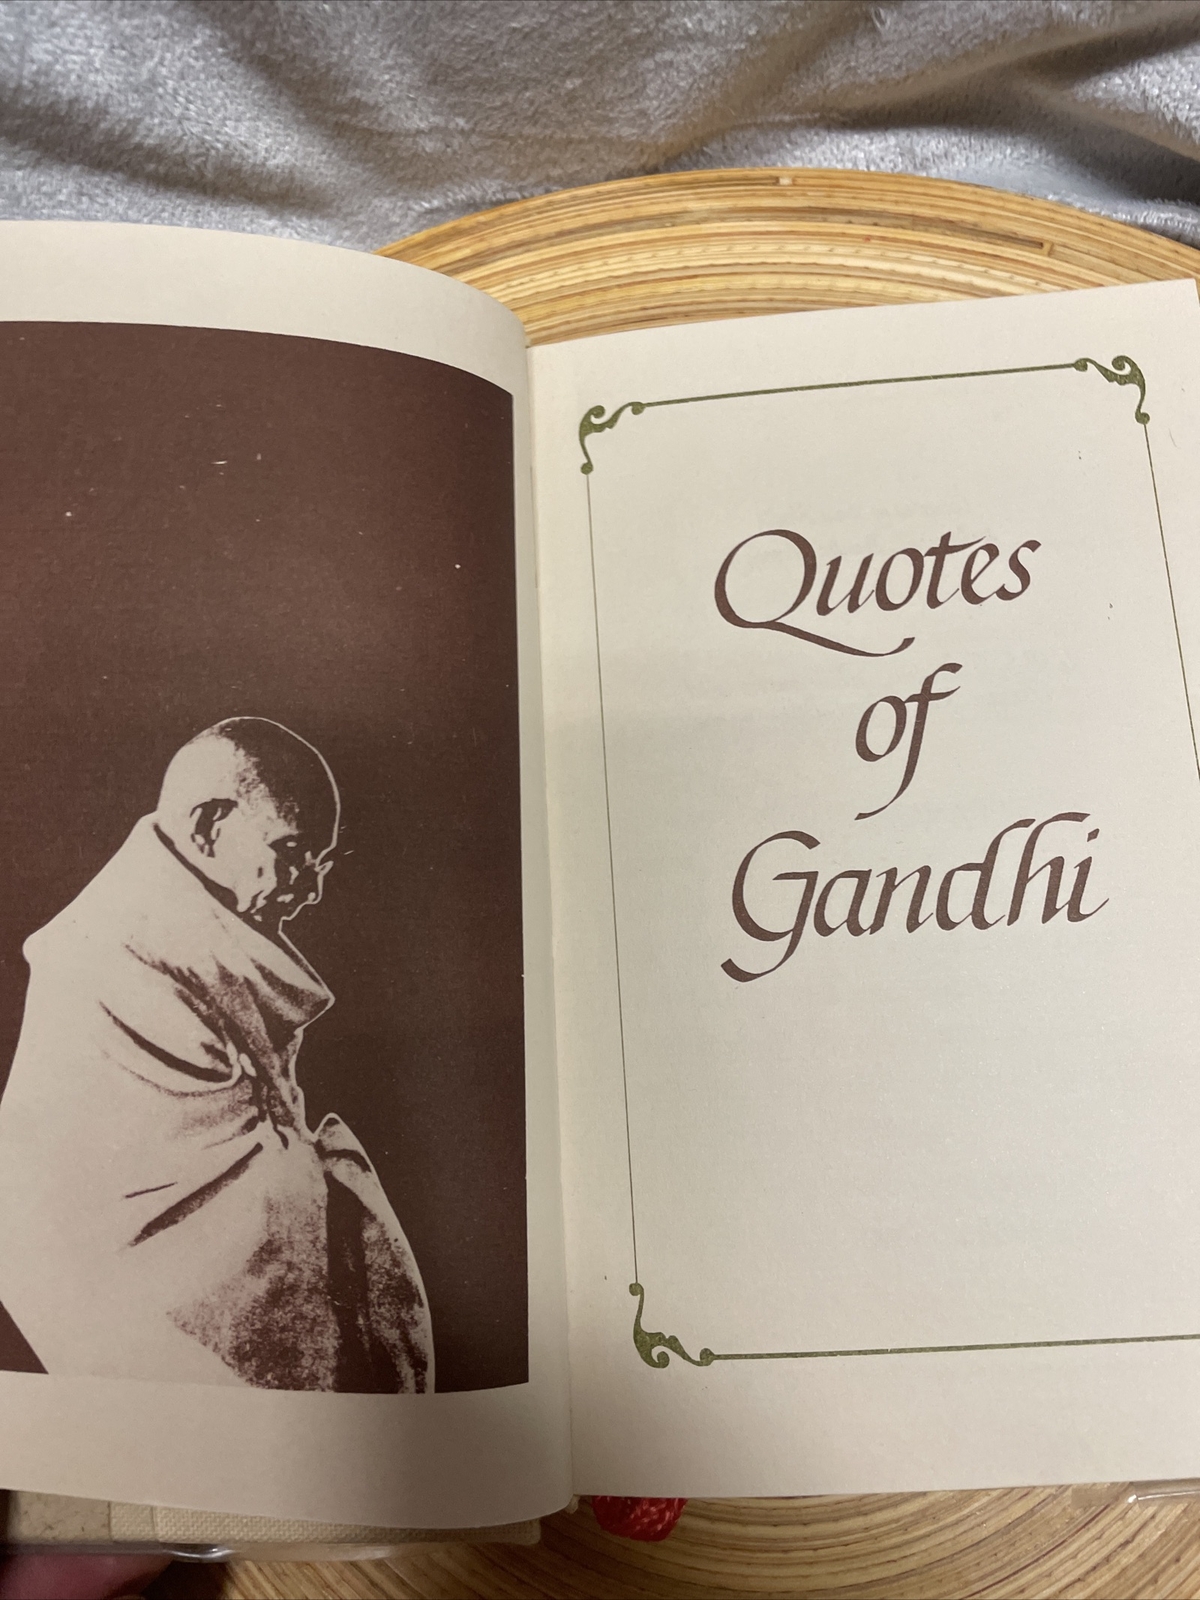 Quotes
of
Gandhi